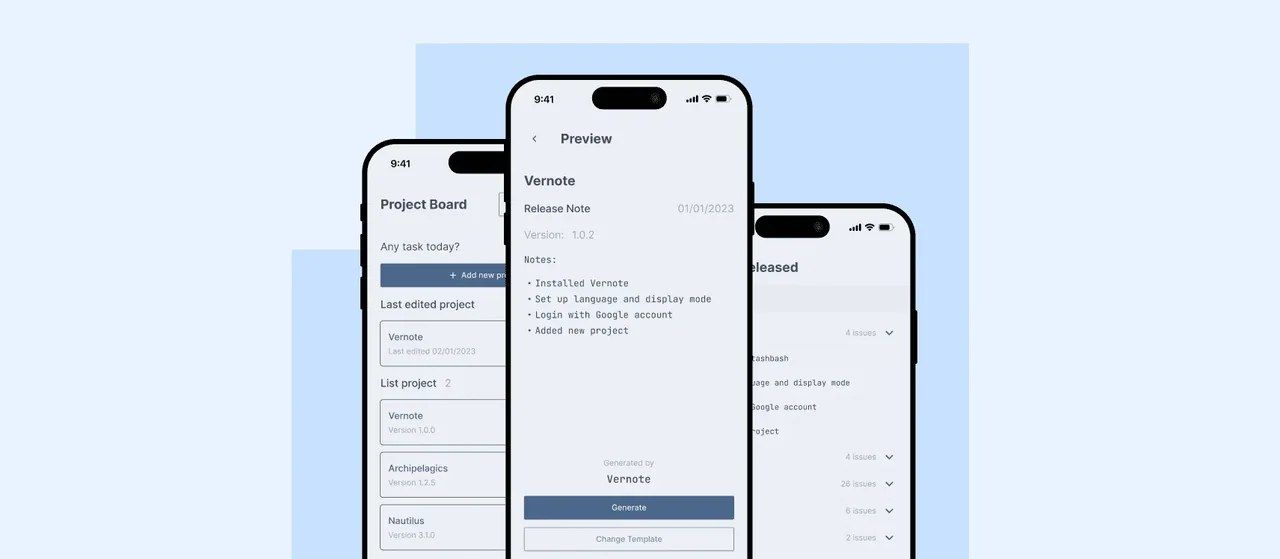 9:41
Project Board
Any task today?
+ Add new
Last edited project
Vernote
Last edited 02/01/2023
List project 2
Vernote
Version 1.0.0
Archipelagics
Version 1.2.5
Nautilus
Version 3.1.0
9:41
Preview
Vernote
Release Note 01/01/2023
Version: 1.0.2
Notes:
• Installed Vernote
• Set up language and display mode
• Login with Google account
• Added new project
Generated by
Vernote
Generate
Change Template
eleased
4 issues
tashbash
uage and display mode
Google account
roject
4 issues
26 issues
6 issues
2 issues